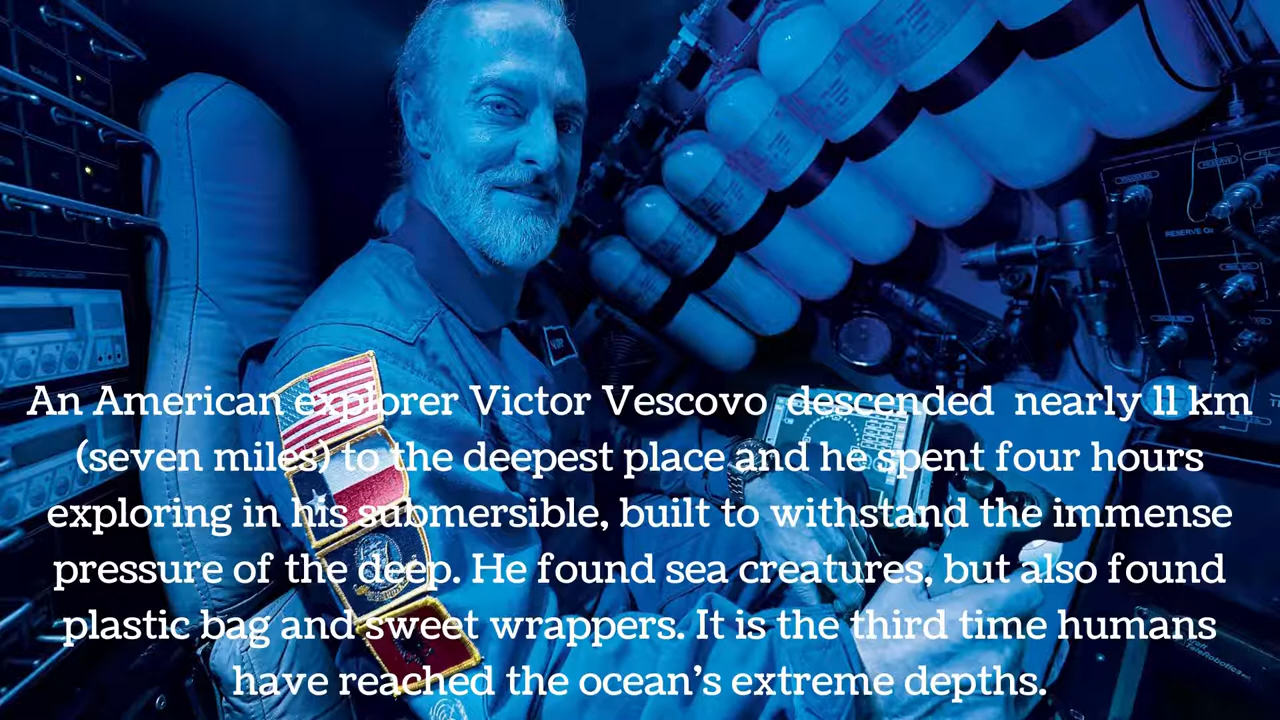 RESERVE O₂
An American explorer Victor Vescovo descended nearly 11 km
(seven miles) to the deepest place and he spent four hours
exploring in his submersible, built to withstand the immense
pressure of the deep. He found sea creatures, but also found
plastic bag and sweet wrappers. It is the third time humans
have reached the ocean's extreme depths.